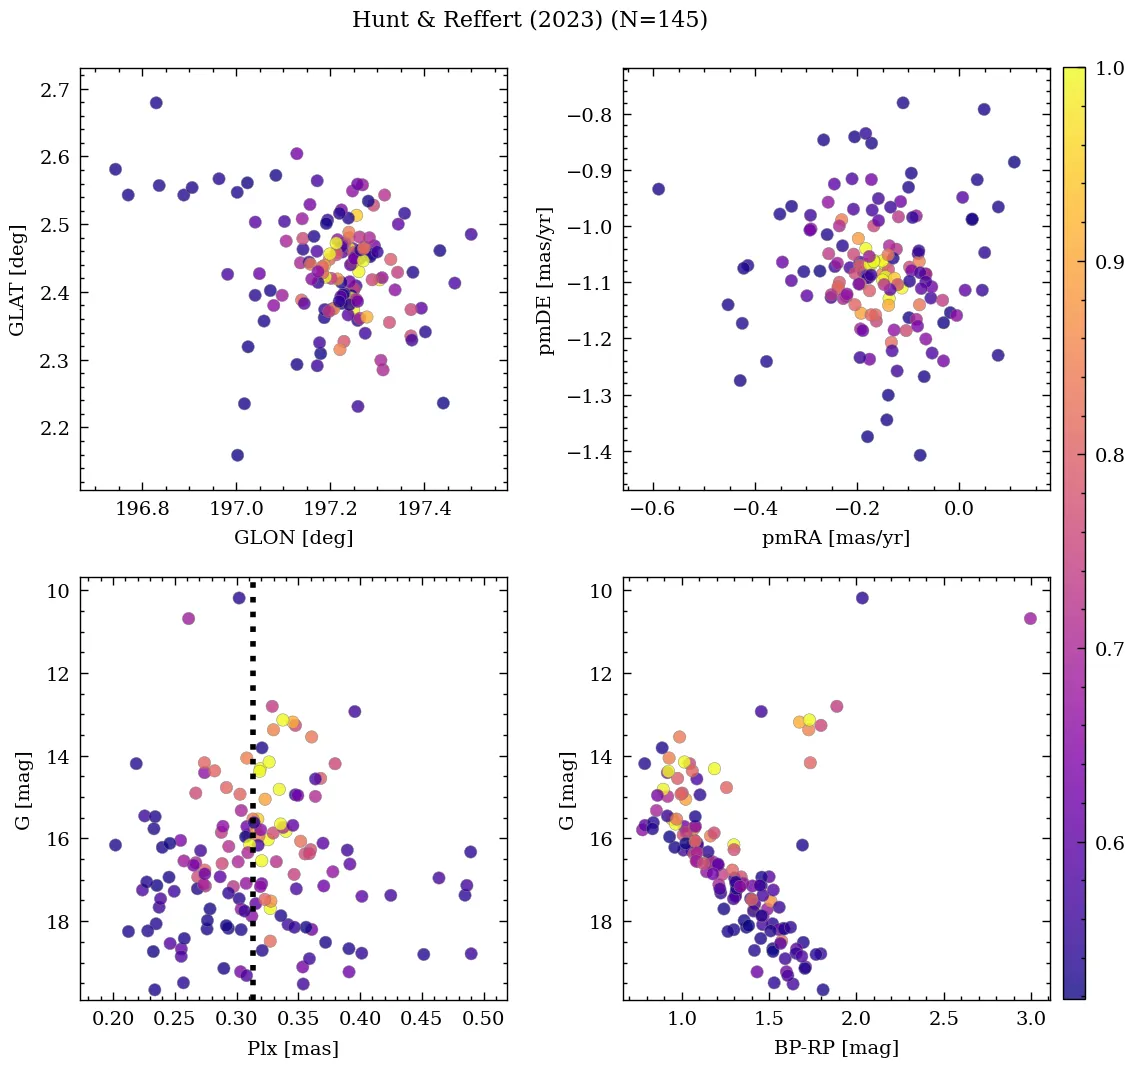 Hunt & Reffert (2023) (N=145)
2.7
2.6
2.5
2.4
2.3
2.2
GLAT [deg]
196.8 197.0 197.2 197.4
GLON [deg]
−0.8
−0.9
−1.0
−1.1
−1.2
−1.3
−1.4
pmDE [mas/yr]
−0.6 −0.4 −0.2 0.0
pmRA [mas/yr]
10
12
14
16
18
G [mag]
0.20 0.25 0.30 0.35 0.40 0.45 0.50
Plx [mas]
10
12
14
16
18
G [mag]
1.0 1.5 2.0 2.5 3.0
BP-RP [mag]
1.0
0.9
0.8
0.7
0.6